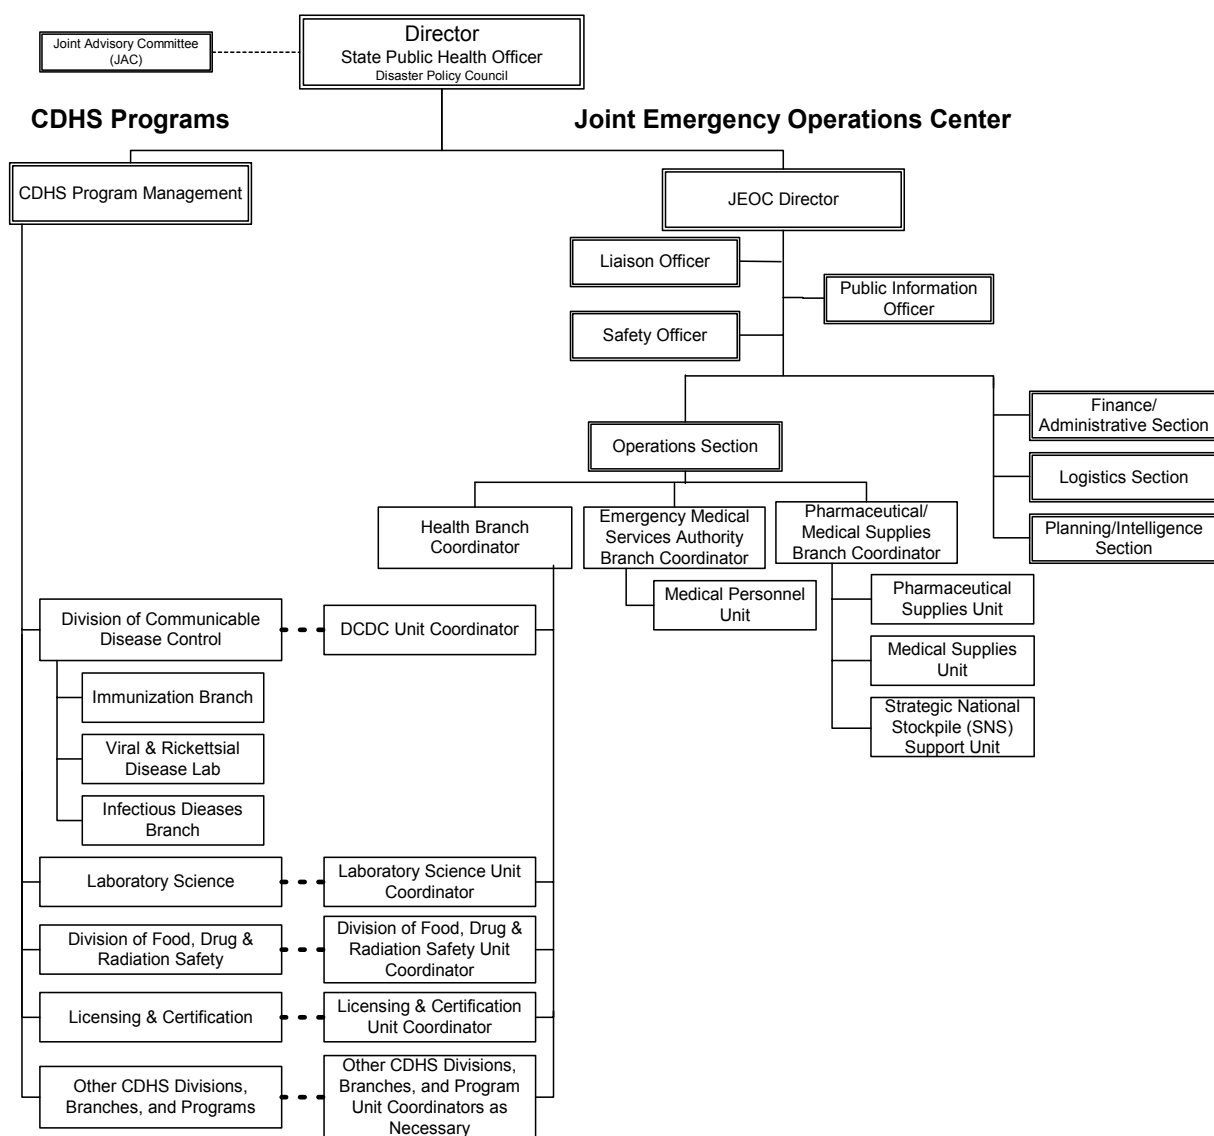 Joint Advisory Committee
(JAC)
Director
State Public Health Officer
Disaster Policy Council
CDHS Programs
Joint Emergency Operations Center
CDHS Program Management
JEOC Director
Liaison Officer
Public Information
Officer
Safety Officer
Finance/
Administrative Section
Operations Section
Logistics Section
Planning/Intelligence
Section
Health Branch
Coordinator
Emergency Medical
Services Authority
Branch Coordinator
Pharmaceutical/
Medical Supplies
Branch Coordinator
Medical Personnel
Unit
Pharmaceutical
Supplies Unit
Medical Supplies
Unit
Strategic National
Stockpile (SNS)
Support Unit
Division of Communicable
Disease Control
DCDC Unit Coordinator
Immunization Branch
Viral & Rickettsial
Disease Lab
Infectious Dieases
Branch
Laboratory Science
Laboratory Science Unit
Coordinator
Division of Food, Drug &
Radiation Safety
Division of Food, Drug &
Radiation Safety Unit
Coordinator
Licensing & Certification
Licensing & Certification
Unit Coordinator
Other CDHS Divisions,
Branches, and Programs
Other CDHS Divisions,
Branches, and Program
Unit Coordinators as
Necessary